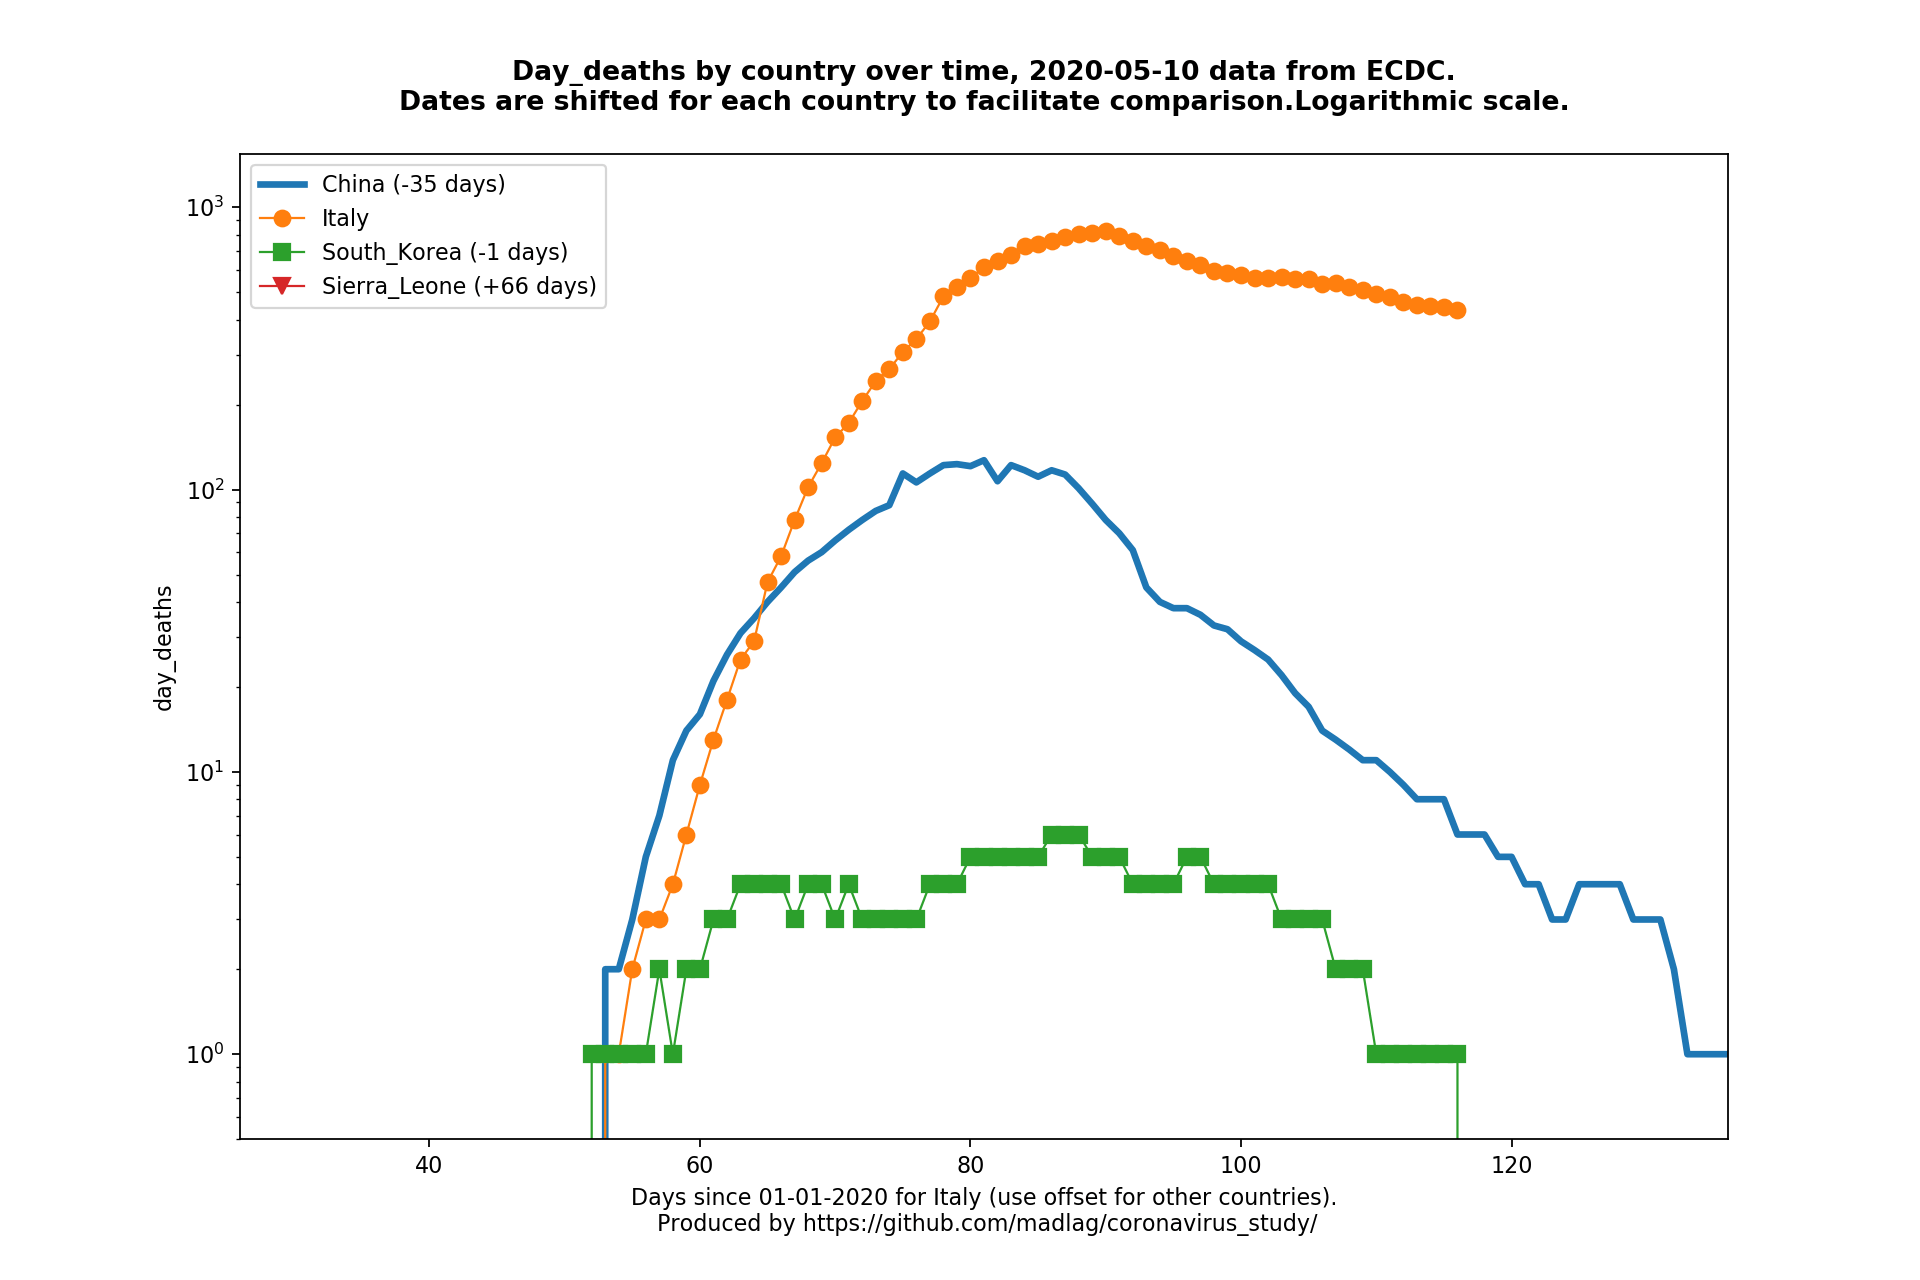 Day_deaths by country over time, 2020-05-10 data from ECDC.
Dates are shifted for each country to facilitate comparison.Logarithmic scale.
China (-35 days)
Italy
South_Korea (-1 days)
Sierra_Leone (+66 days)
10³
10²
10¹
10⁰
day_deaths
40 60 80 100 120
Days since 01-01-2020 for Italy (use offset for other countries).
Produced by https://github.com/madlag/coronavirus_study/